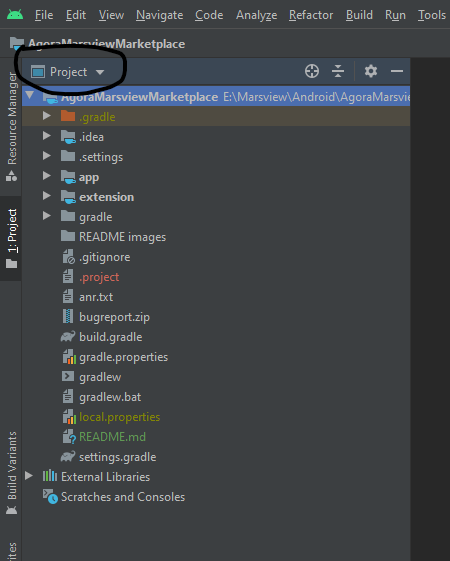 File Edit View Navigate Code Analyze Refactor Build Run Tools
AgoraMarsviewMarketplace
Project
AgoraMarsviewMarketplace E:\Marsview\Android\AgoraMarsvie
.gradle
.idea
.settings
app
extension
gradle
README images
.gitignore
.project
anr.txt
bugreport.zip
build.gradle
gradle.properties
gradlew
gradlew.bat
local.properties
README.md
settings.gradle
External Libraries
Scratches and Consoles
Resource Manager
1: Project
Build Variants